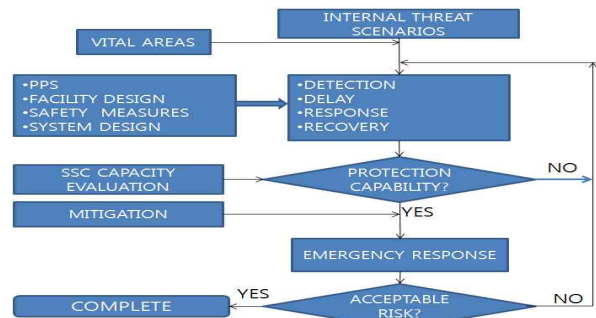 INTERNAL THREAT
SCENARIOS
VITAL AREAS
•PPS
•FACILITY DESIGN
•SAFETY MEASURES
•SYSTEM DESIGN
•DETECTION
•DELAY
•RESPONSE
•RECOVERY
SSC CAPACITY
EVALUATION
PROTECTION
CAPABILITY?
NO
MITIGATION
YES
EMERGENCY RESPONSE
COMPLETE
YES
ACCEPTABLE
RISK?
NO